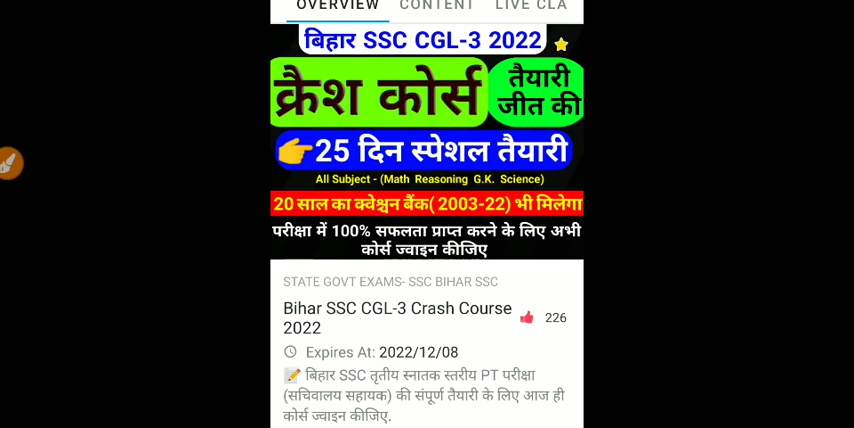 OVERVIEW CONTENT LIVE CLA
बिहार SSC CGL-3 2022
क्रैश कोर्स
तैयारी
जीत की
25 दिन स्पेशल तैयारी
All Subject - (Math Reasoning G.K. Science)
20 साल का क्वेश्चन बैंक( 2003-22) भी मिलेगा
परीक्षा में 100% सफलता प्राप्त करने के लिए अभी
कोर्स ज्वाइन कीजिए
STATE GOVT EXAMS- SSC BIHAR SSC
Bihar SSC CGL-3 Crash Course
2022
226
Expires At: 2022/12/08
बिहार SSC तृतीय स्नातक स्तरीय PT परीक्षा
(सचिवालय सहायक) की संपूर्ण तैयारी के लिए आज ही
कोर्स ज्वाइन कीजिए.